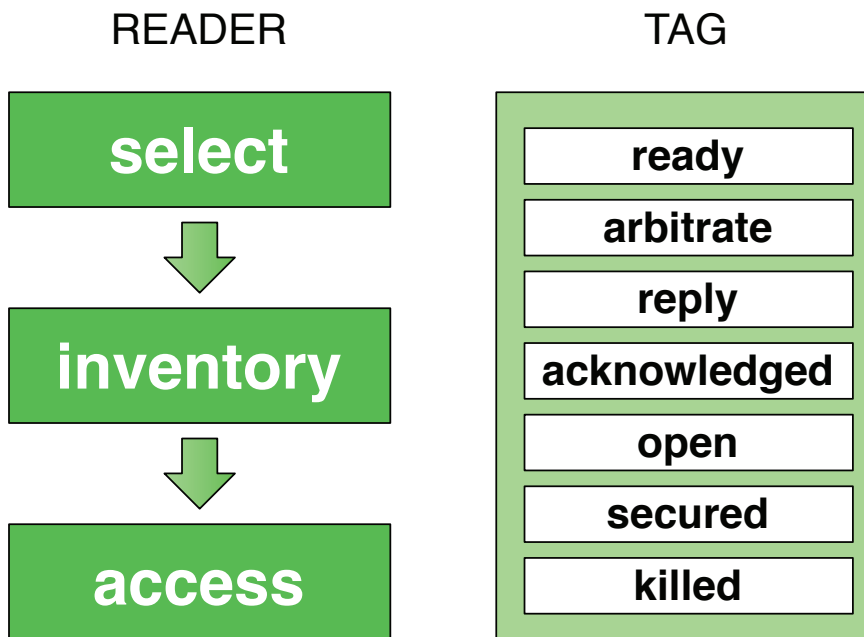 READER
select
inventory
access
TAG
ready
arbitrate
reply
acknowledged
open
secured
killed